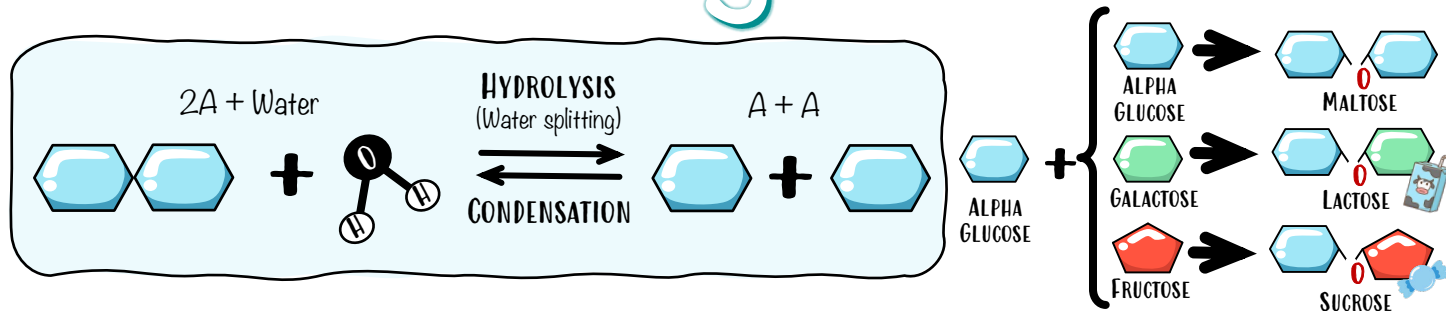 2A + Water
HYDROLYSIS
(Water splitting)
A + A
+
O
H
H
CONDENSATION
+
ALPHA
GLUCOSE
+
ALPHA
GLUCOSE
O
MALTOSE
GALACTOSE
O
LACTOSE
FRUCTOSE
O
SUCROSE